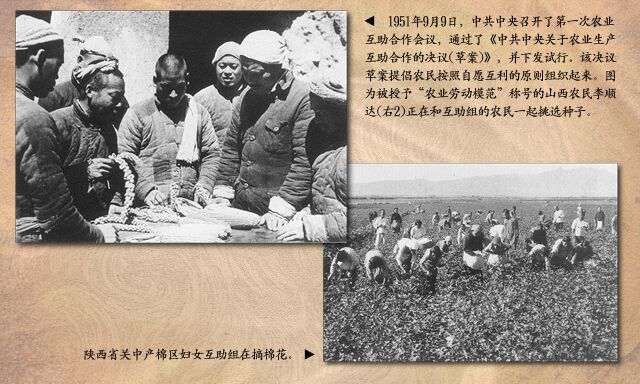 ◀ 1951年9月9日，中共中央召开了第一次农业
互助合作会议，通过了《中共中央关于农业生产
互助合作的决议(草案)》，并下发试行。该决议
草案提倡农民按照自愿互利的原则组织起来。图
为被授予“农业劳动模范”称号的山西农民李顺
达(右2)正在和互助组的农民一起挑选种子。
陕西省关中产棉区妇女互助组在摘棉花。 ▶